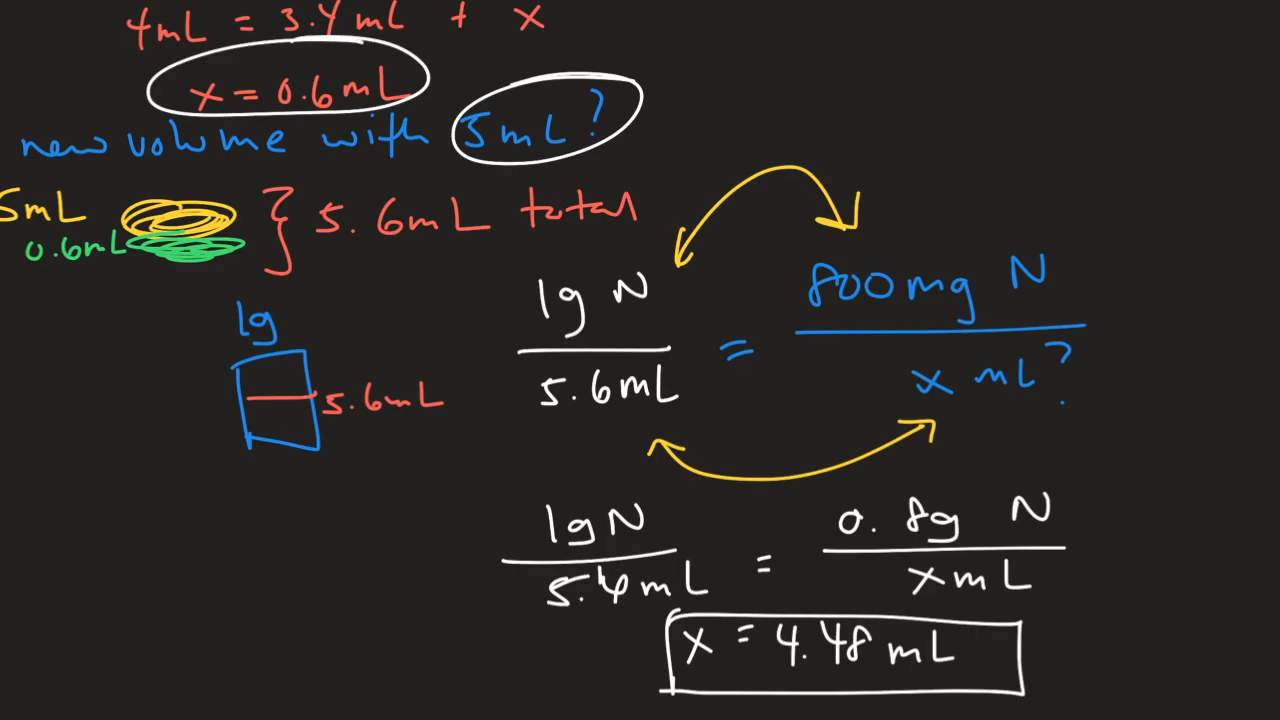 4mL = 3.4mL + x
x = 0.6mL
new volume with 5mL?
5mL
0.6mL
} 5.6mL total
1g
5.6mL
1g N
5.6mL
=
800mg N
x mL?
1g N
5.4mL
=
0.8g N
x mL
x = 4.48 mL